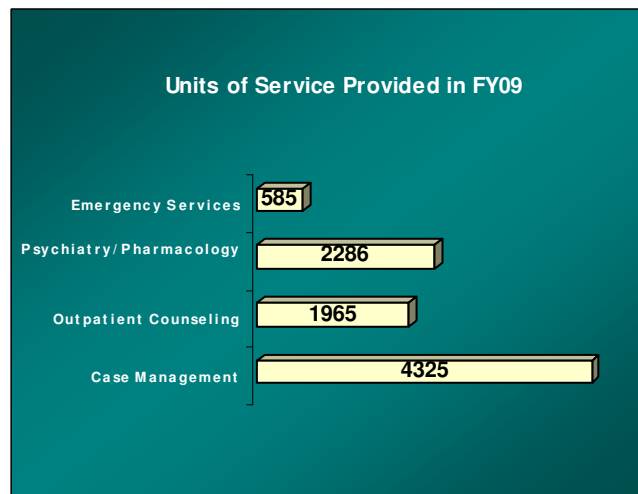 Units of Service Provided in FY09
Emergency Services 585
Psychiatry/Pharmacology 2286
Outpatient Counseling 1965
Case Management 4325